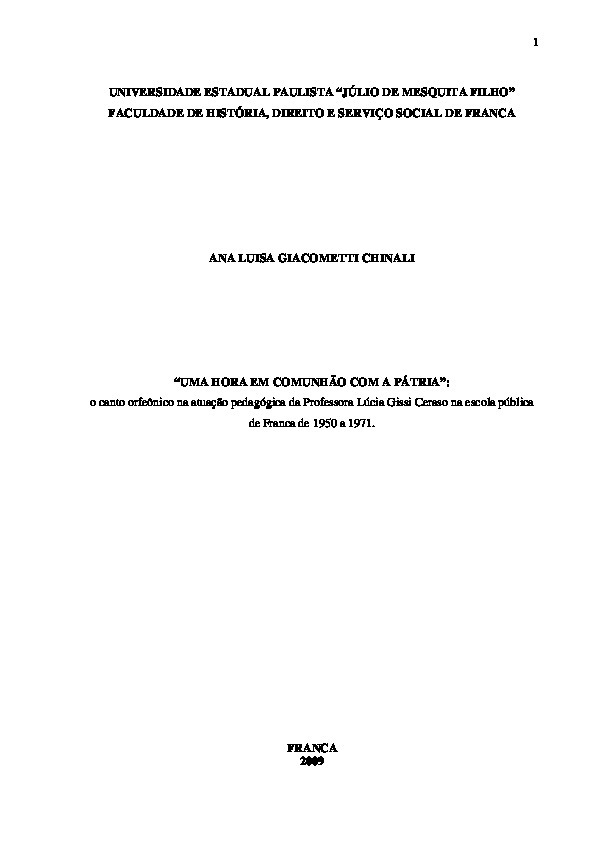 1
UNIVERSIDADE ESTADUAL PAULISTA “JÚLIO DE MESQUITA FILHO”
FACULDADE DE HISTÓRIA, DIREITO E SERVIÇO SOCIAL DE FRANCA
ANA LUISA GIACOMETTI CHINALI
“UMA HORA EM COMUNHÃO COM A PÁTRIA”:
o canto orfeônico na atuação pedagógica da Professora Lúcia Gissi Ceraso na escola pública
de Franca de 1950 a 1971.
FRANCA
2009